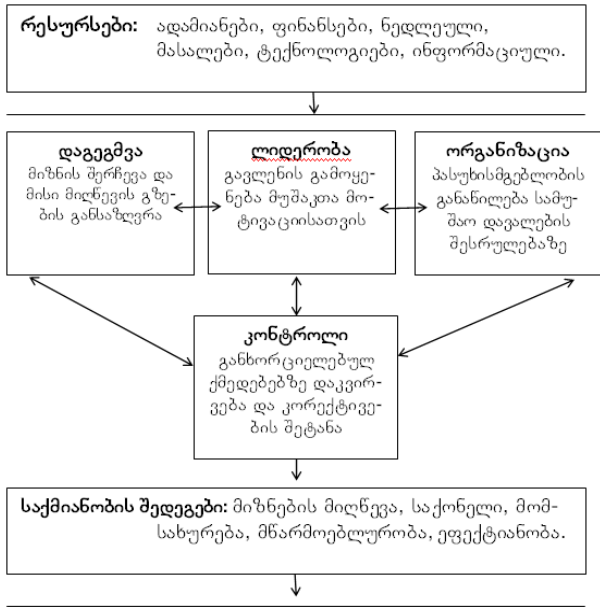 რესურსები: ადამიანები, ფინანსები, ნედლეული,
მასალები, ტექნოლოგიები, ინფორმაციული.
დაგეგმვა
მიზნის შერჩევა და
მისი მიღწევის გზე-
ბის განსაზღვრა
ლიდერობა
გავლენის გამოყე-
ნება მუშაკთა მო-
ტივაციისათვის
ორგანიზაცია
პასუხისმგებლობის
განაწილება სამუ-
შაო დავალების
შესრულებაზე
კონტროლი
განხორციელებულ
ქმედებებზე დაკვირ-
ვება და კორექტივე-
ბის შეტანა
საქმიანობის შედეგები: მიზნების მიღწევა, საქონელი, მომ-
სახურება, მწარმოებლურობა, ეფექტიანობა.